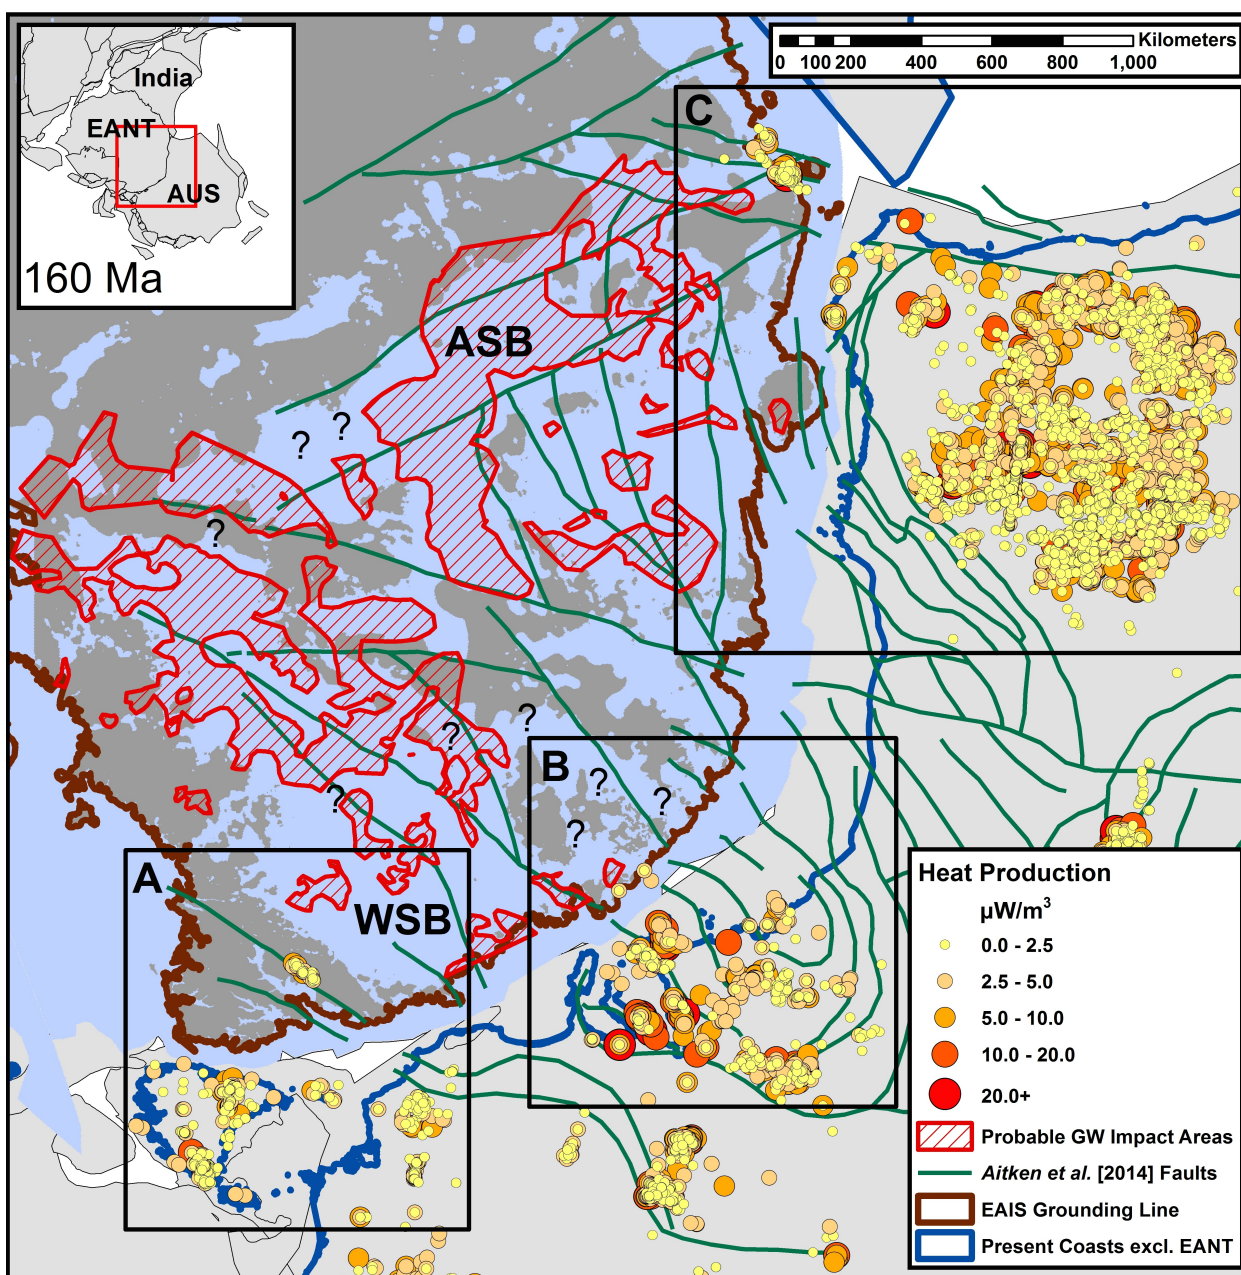 India
EANT
AUS
160 Ma
Kilometers
0 100 200 400 600 800 1,000
C
ASB
?
?
?
?
?
?
?
?
?
B
A
WSB
Heat Production
µW/m³
0.0 - 2.5
2.5 - 5.0
5.0 - 10.0
10.0 - 20.0
20.0+
Probable GW Impact Areas
Aitken et al. [2014] Faults
EAIS Grounding Line
Present Coasts excl. EANT